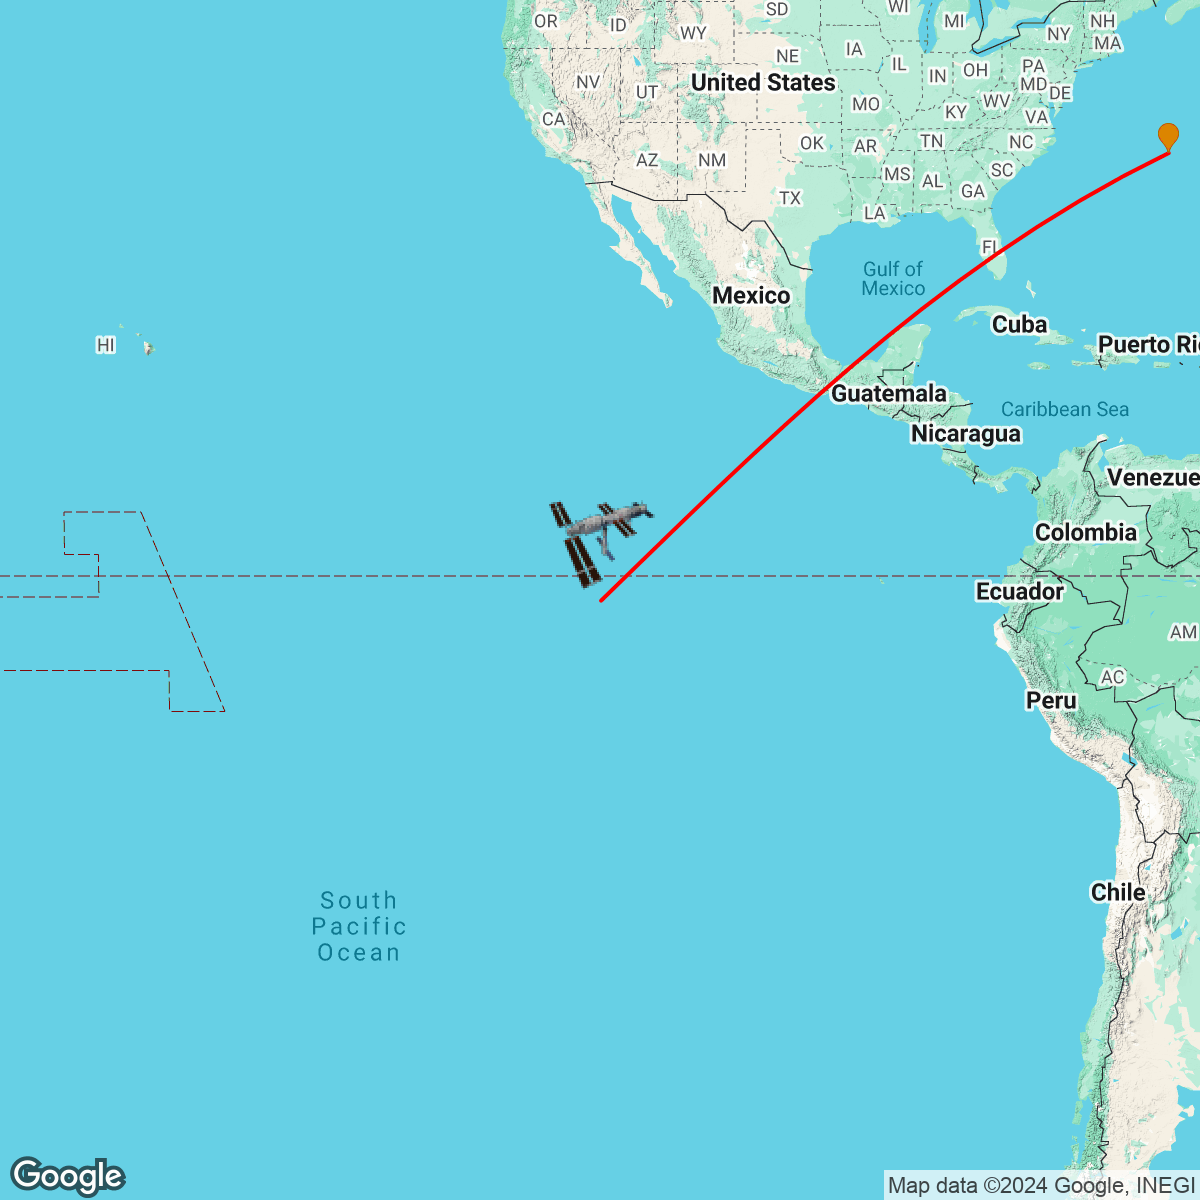 OR
ID
WY
SD
WI
MI
NH
NY
MA
NE
IA
IL
IN
OH
PA
MD
DE
NV
UT
United States
MO
KY
WV
VA
CA
AZ
NM
OK
AR
TN
NC
MS
AL
GA
SC
TX
LA
FL
Gulf of
Mexico
Mexico
Cuba
HI
Puerto Ric
Guatemala
Caribbean Sea
Nicaragua
Venezue
Colombia
Ecuador
AM
AC
Peru
Chile
South
Pacific
Ocean
Google
Map data ©2024 Google, INEGI